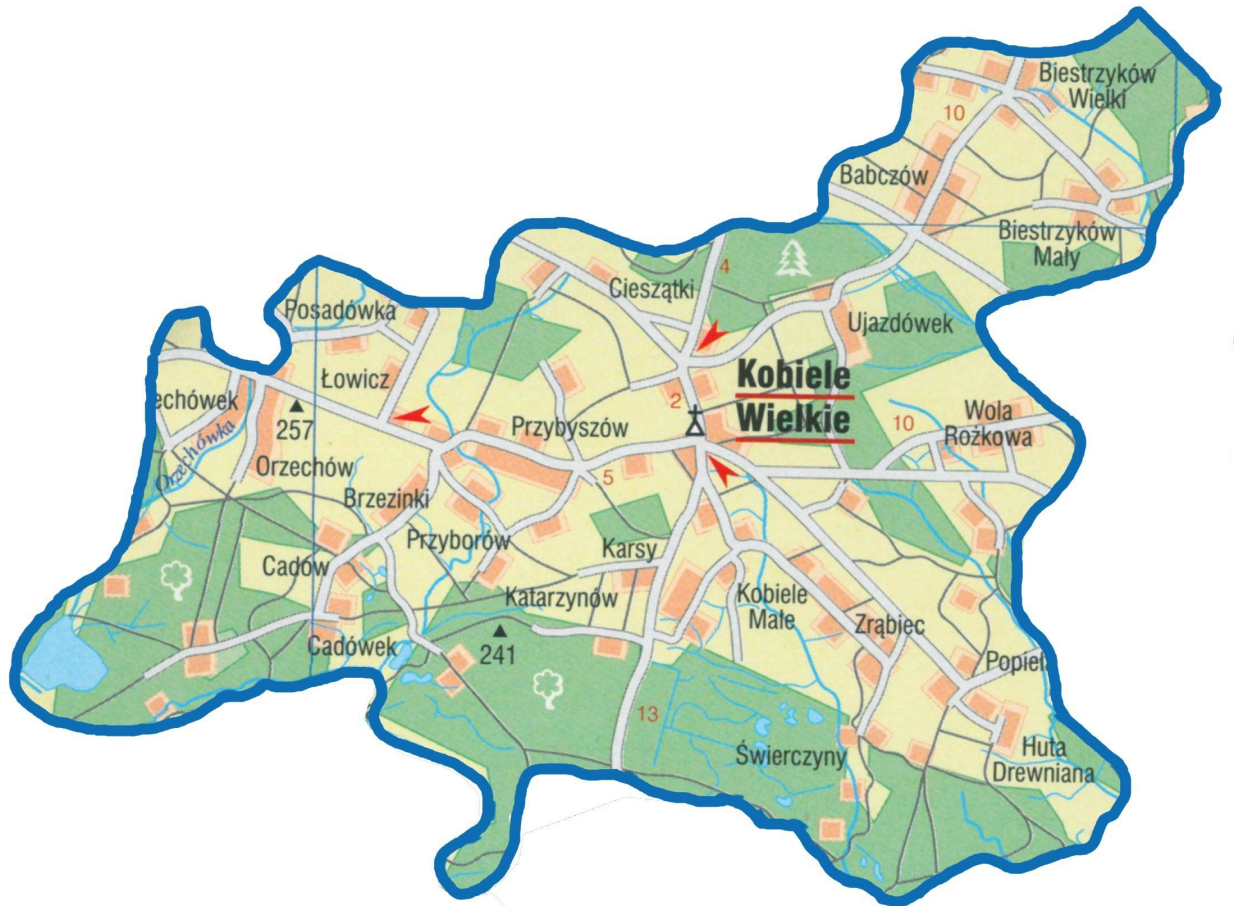 Biestrzyków
Wielki
10
Babczów
Biestrzyków
Mały
4
Cieszątki
Posadówka
Ujazdówek
Łowicz
Kobiele
Wielkie
2
echówek
257
Przybyszów
10
Wola
Rożkowa
Orzechówka
Orzechów
5
Brzezinki
Przyborów
Karsy
Cadów
Katarzynów
Kobiele
Małe
Zrąbiec
Cadówek
241
Popiel
13
Świerczyny
Huta
Drewniana